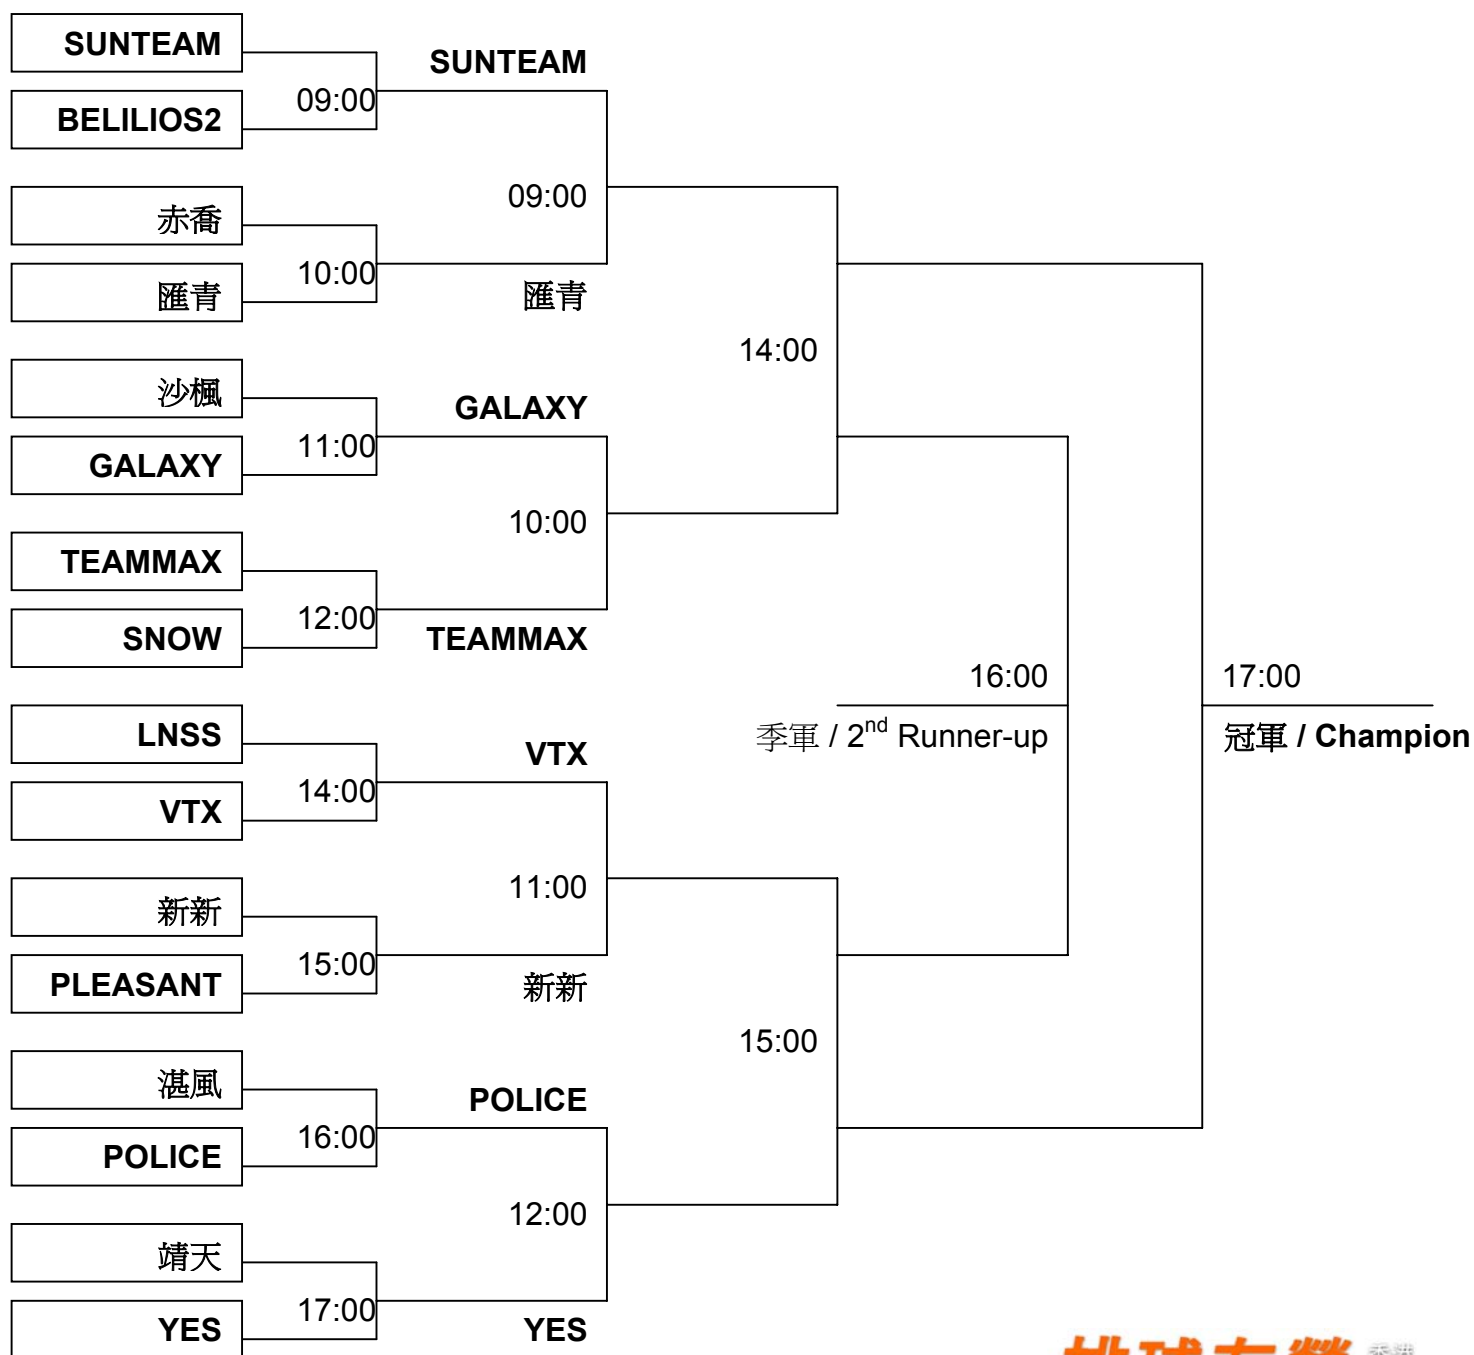 SUNTEAM
SUNTEAM
09:00
BELILIOS2
09:00
赤喬
10:00
匯青
匯青
14:00
沙楓
GALAXY
11:00
GALAXY
10:00
TEAMMAX
12:00
SNOW
TEAMMAX
16:00
17:00
LNSS
季軍 / 2nd Runner-up
冠軍 / Champion
VTX
14:00
VTX
11:00
新新
15:00
PLEASANT
新新
15:00
湛風
POLICE
16:00
POLICE
12:00
靖天
17:00
YES
YES